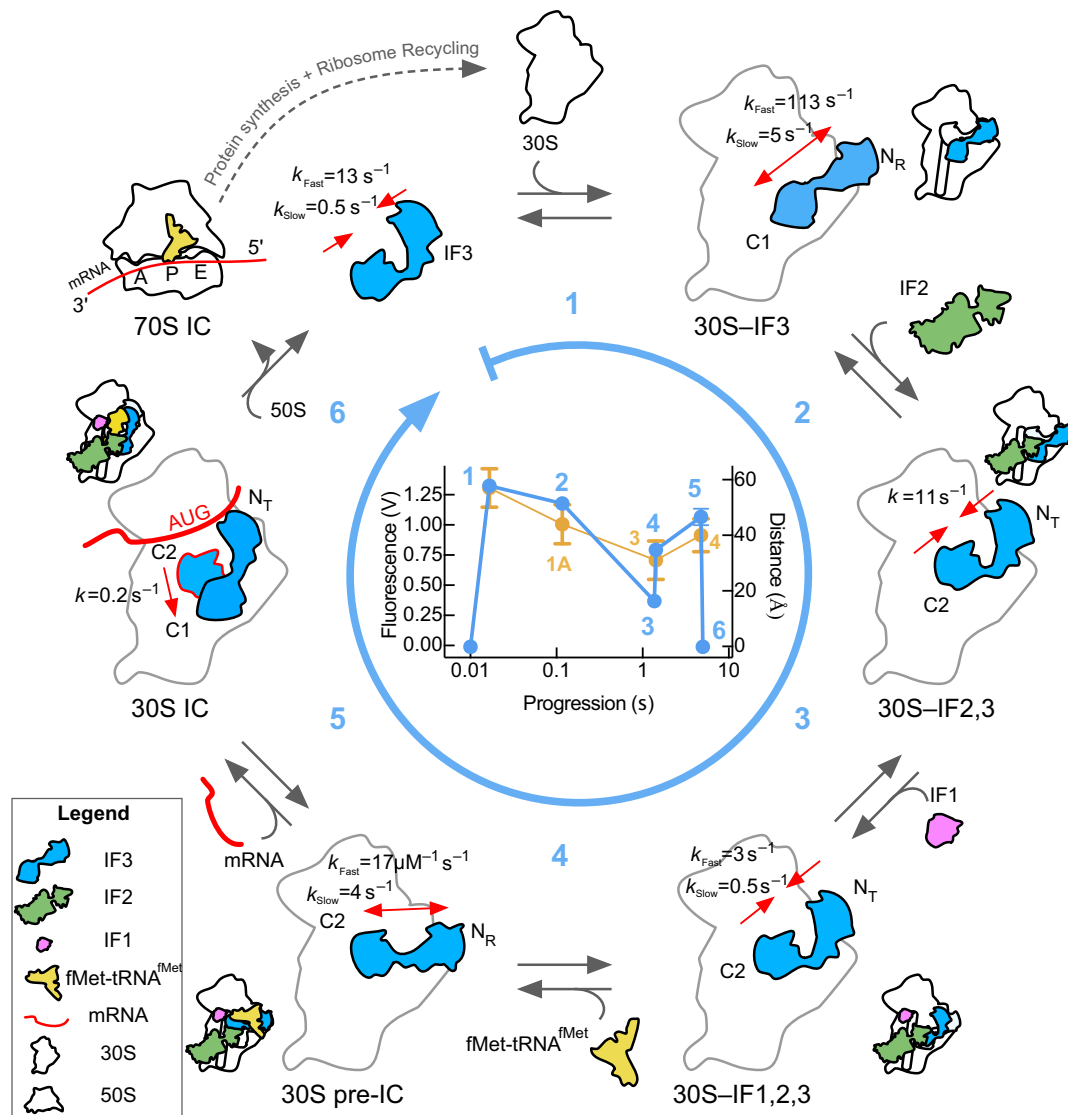 Protein synthesis + Ribosome Recycling
30S
kFast=113 s−1
kSlow=5 s−1
NR
C1
30S–IF3
kFast=13 s−1
kSlow=0.5 s−1
IF3
mRNA
3'
A P E
5'
70S IC
1
IF2
2
50S
6
k=11 s−1
NT
C2
30S–IF2,3
AUG
NT
C2
k=0.2 s−1
C1
30S IC
Fluorescence (V)
1.25
1.00
0.75
0.50
0.25
0.00
1
2
1A
3
4
3
5
4
6
60
40
20
0
Distance (Å)
0.01
0.1
1
10
Progression (s)
5
3
IF1
mRNA
kFast=17μM−1 s−1
kSlow=4 s−1
C2
NR
30S pre-IC
4
kFast=3 s−1
kSlow=0.5 s−1
NT
C2
fMet-tRNAfMet
30S–IF1,2,3
Legend
IF3
IF2
IF1
fMet-tRNAfMet
mRNA
30S
50S